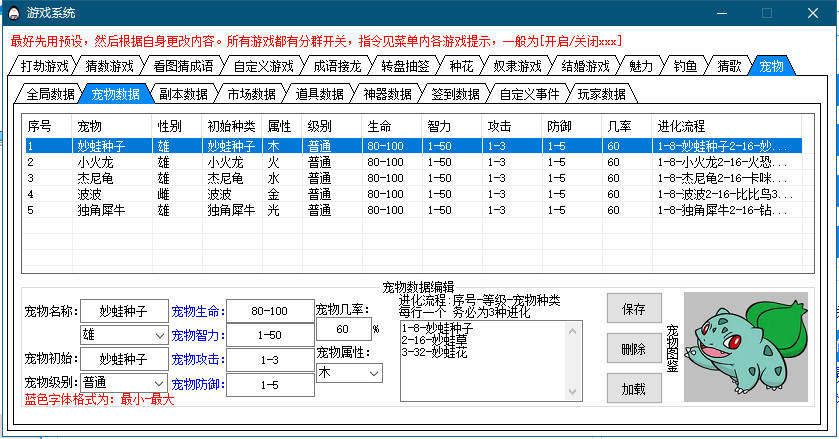 游戏系统
最好先用预设，然后根据自身更改内容。所有游戏都有分群开关，指令见菜单内各游戏提示，一般为[开启/关闭xxx]
打劫游戏 猜数游戏 看图猜成语 自定义游戏 成语接龙 转盘抽签 种花 奴隶游戏 结婚游戏 魅力 钓鱼 猜歌 宠物
全局数据 宠物数据 副本数据 市场数据 道具数据 神器数据 签到数据 自定义事件 玩家数据
序号 宠物 性别 初始种类 属性 级别 生命 智力 攻击 防御 几率 进化流程
1 妙蛙种子 雄 妙蛙种子 木 普通 80-100 1-50 1-3 1-5 60 1-8-妙蛙种子2-16-妙...
2 小火龙 雄 小火龙 火 普通 80-100 1-50 1-3 1-5 60 1-8-小火龙2-16-火恐...
3 杰尼龟 雄 杰尼龟 水 普通 80-100 1-50 1-3 1-5 60 1-8-杰尼龟2-16-卡咪...
4 波波 雌 波波 金 普通 80-100 1-50 1-3 1-5 60 1-8-波波2-16-比比鸟3...
5 独角犀牛 雄 独角犀牛 光 普通 80-100 1-50 1-3 1-5 60 1-8-独角犀牛2-16-钻...
宠物数据编辑
宠物名称: 妙蛙种子
雄
宠物初始: 妙蛙种子
宠物级别: 普通
蓝色字体格式为：最小-最大
宠物生命: 80-100
宠物智力: 1-50
宠物攻击: 1-3
宠物防御: 1-5
宠物几率:
60 %
宠物属性:
木
进化流程:序号-等级-宠物种类
每行一个 务必为3种进化
1-8-妙蛙种子
2-16-妙蛙草
3-32-妙蛙花
保存
删除
加载
宠物图鉴